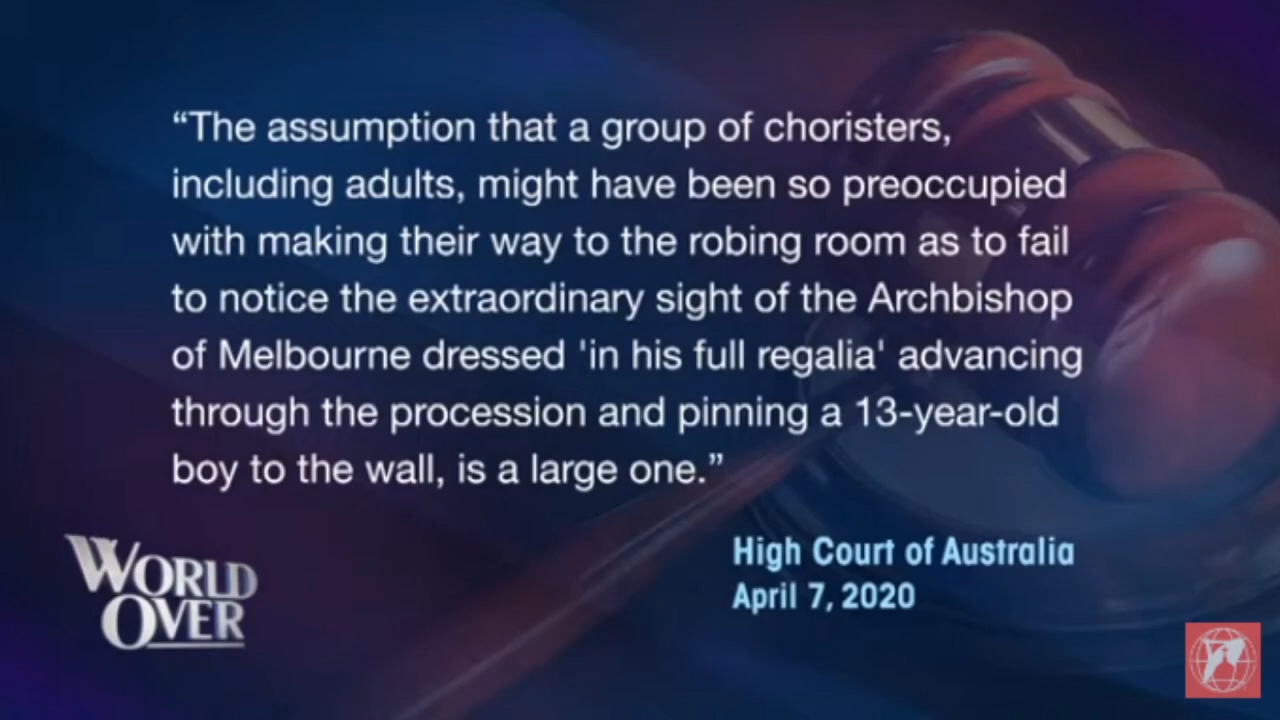 “The assumption that a group of choristers,
including adults, might have been so preoccupied
with making their way to the robing room as to fail
to notice the extraordinary sight of the Archbishop
of Melbourne dressed 'in his full regalia' advancing
through the procession and pinning a 13-year-old
boy to the wall, is a large one.”
High Court of Australia
April 7, 2020
WORLD
OVER